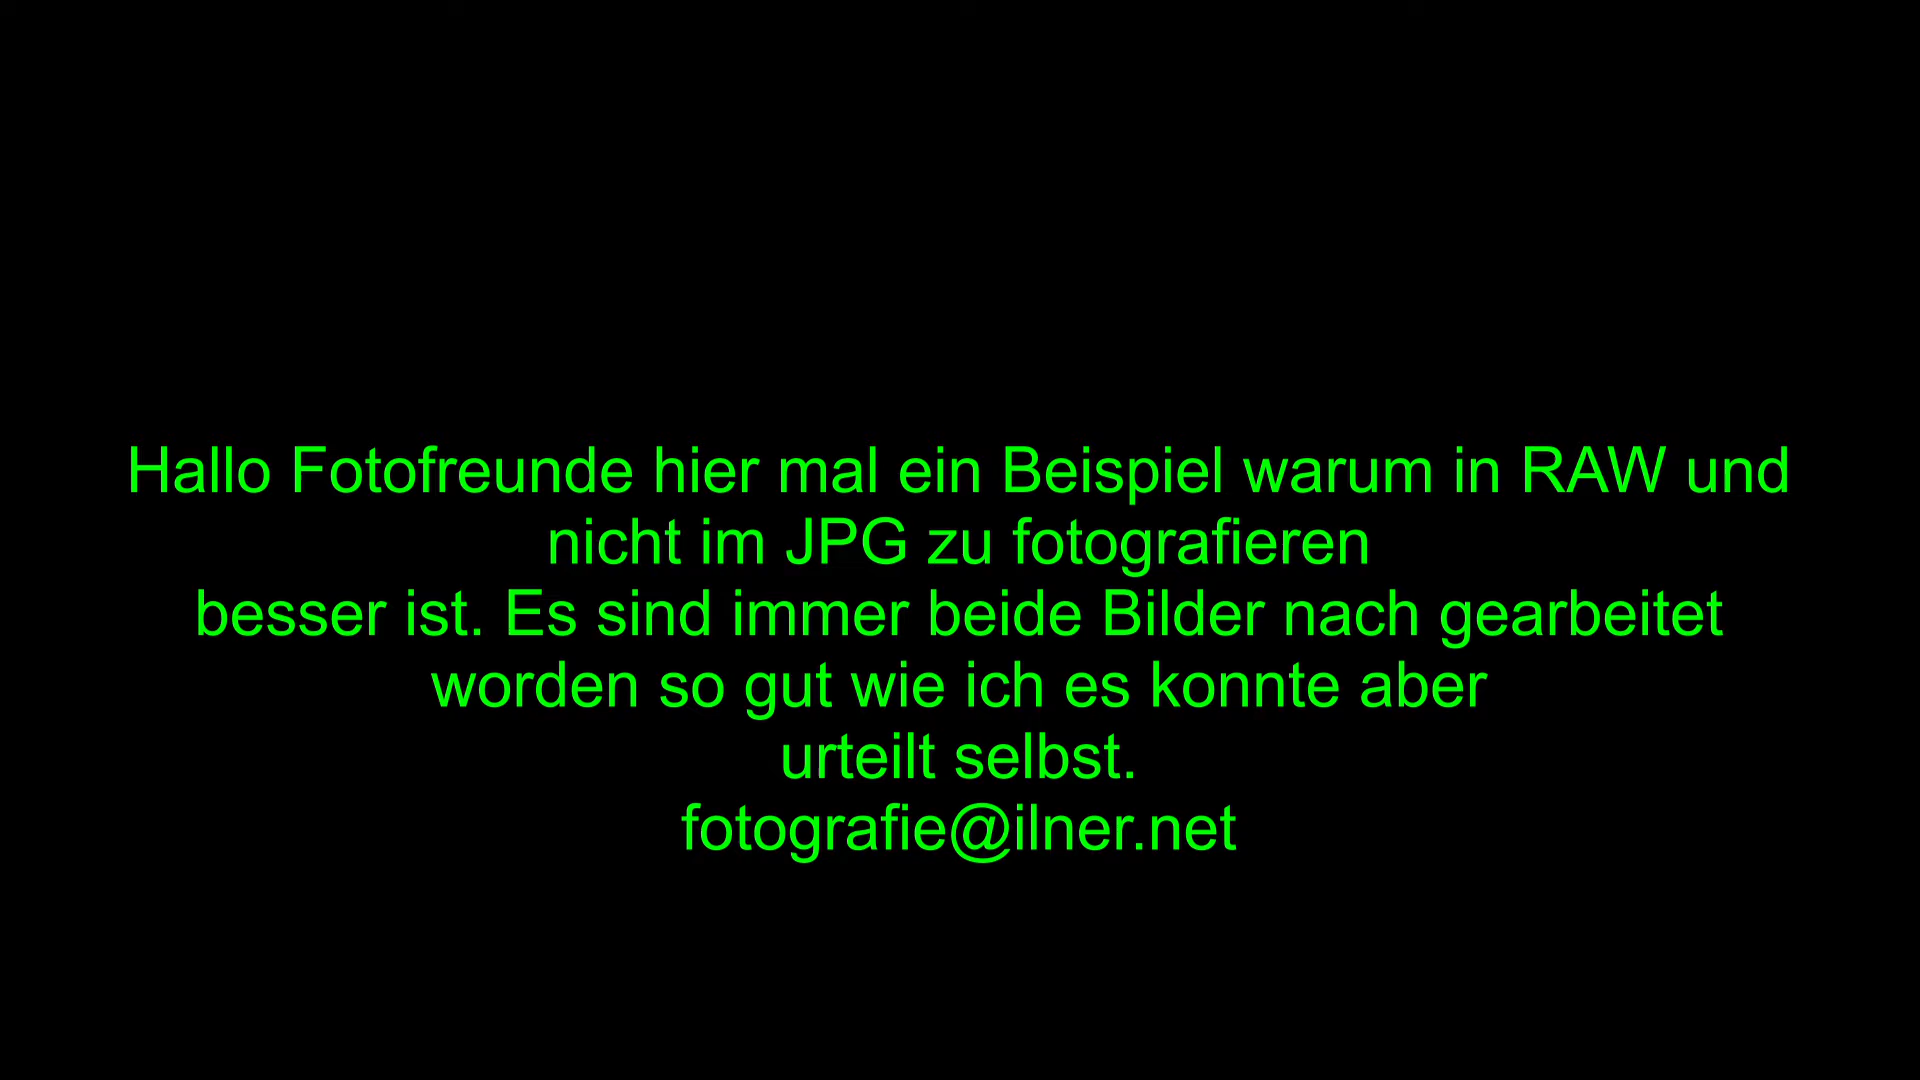 Hallo Fotofreunde hier mal ein Beispiel warum in RAW und
nicht im JPG zu fotografieren
besser ist. Es sind immer beide Bilder nach gearbeitet
worden so gut wie ich es konnte aber
urteilt selbst.
fotografie@ilner.net